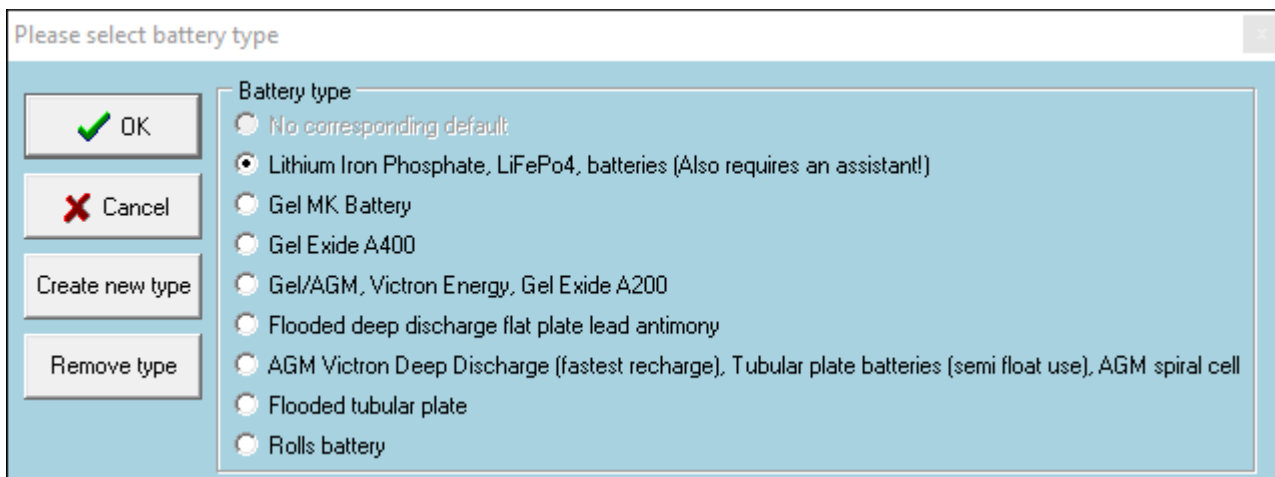 Please select battery type
x
OK
Cancel
Create new type
Remove type
Battery type
No corresponding default
Lithium Iron Phosphate, LiFePo4, batteries (Also requires an assistant!)
Gel MK Battery
Gel Exide A400
Gel/AGM, Victron Energy, Gel Exide A200
Flooded deep discharge flat plate lead antimony
AGM Victron Deep Discharge (fastest recharge), Tubular plate batteries (semi float use), AGM spiral cell
Flooded tubular plate
Rolls battery